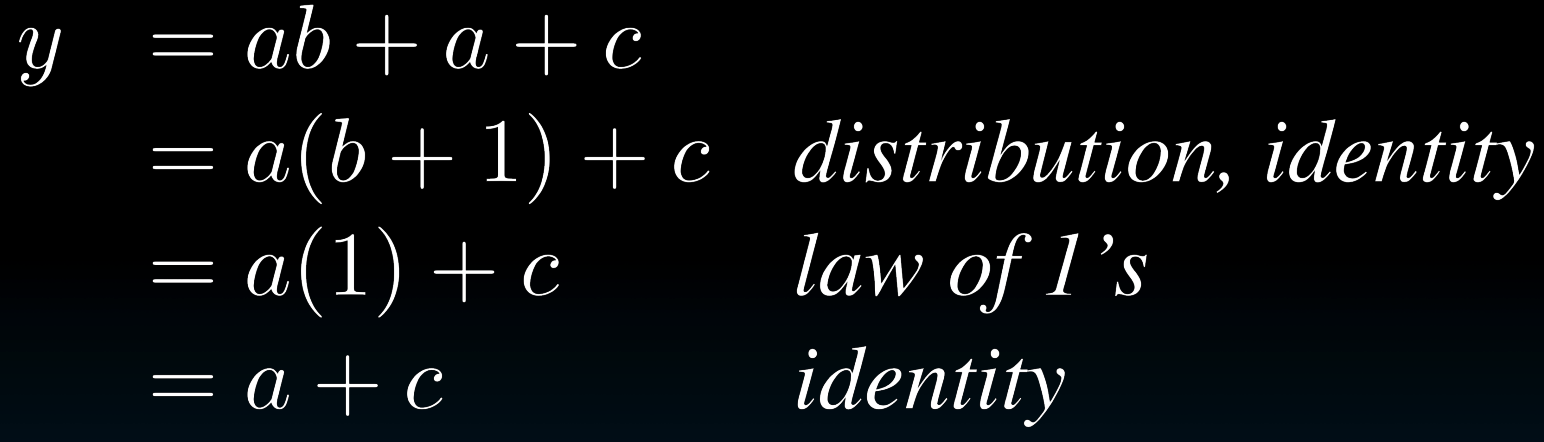 y = ab + a + c
= a(b + 1) + c distribution, identity
= a(1) + c law of 1's
= a + c identity